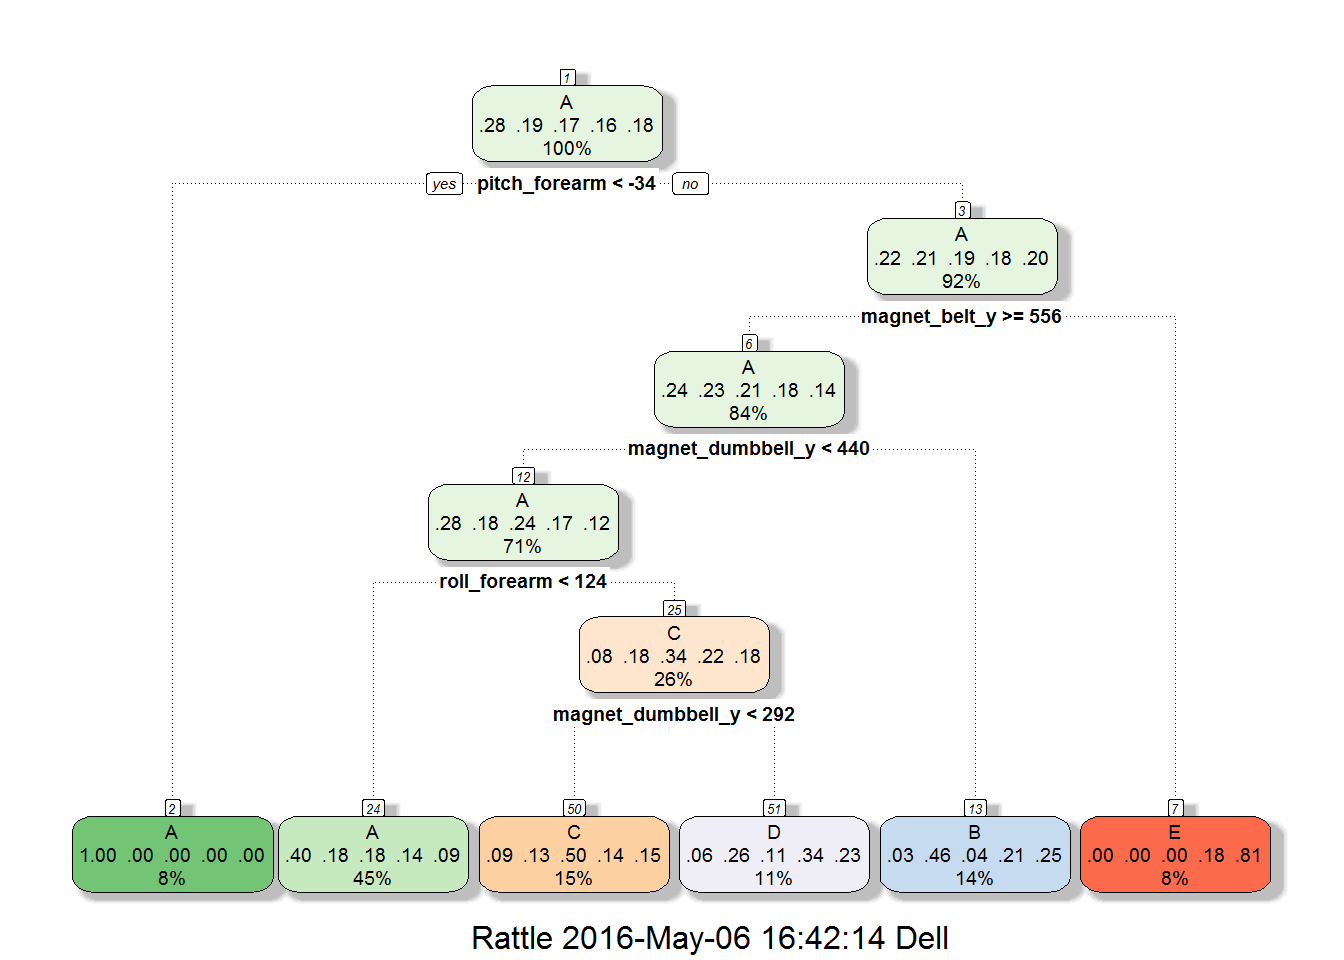 1
A
.28 .19 .17 .16 .18
100%
yes pitch_forearm < -34 no
3
A
.22 .21 .19 .18 .20
92%
magnet_belt_y >= 556
6
A
.24 .23 .21 .18 .14
84%
magnet_dumbbell_y < 440
12
A
.28 .18 .24 .17 .12
71%
roll_forearm < 124
25
C
.08 .18 .34 .22 .18
26%
magnet_dumbbell_y < 292
2
A
1.00 .00 .00 .00 .00
8%
24
A
.40 .18 .18 .14 .09
45%
50
C
.09 .13 .50 .14 .15
15%
51
D
.06 .26 .11 .34 .23
11%
13
B
.03 .46 .04 .21 .25
14%
7
E
.00 .00 .00 .18 .81
8%
Rattle 2016-May-06 16:42:14 Dell